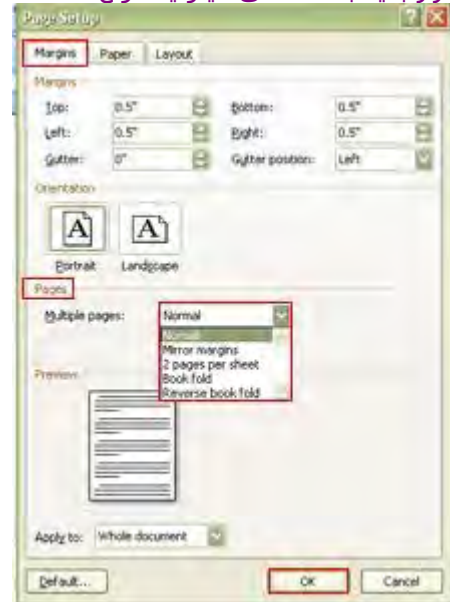 Page Setup
Margins Paper Layout
Margins
Top: 0.5" Bottom: 0.5"
Left: 0.5" Right: 0.5"
Gutter: 0" Gutter position: Left
Orientation
A A
Portrait Landscape
Pages
Multiple pages: Normal
Normal
Mirror margins
2 pages per sheet
Book fold
Reverse book fold
Preview
Apply to: Whole document
Default... OK Cancel